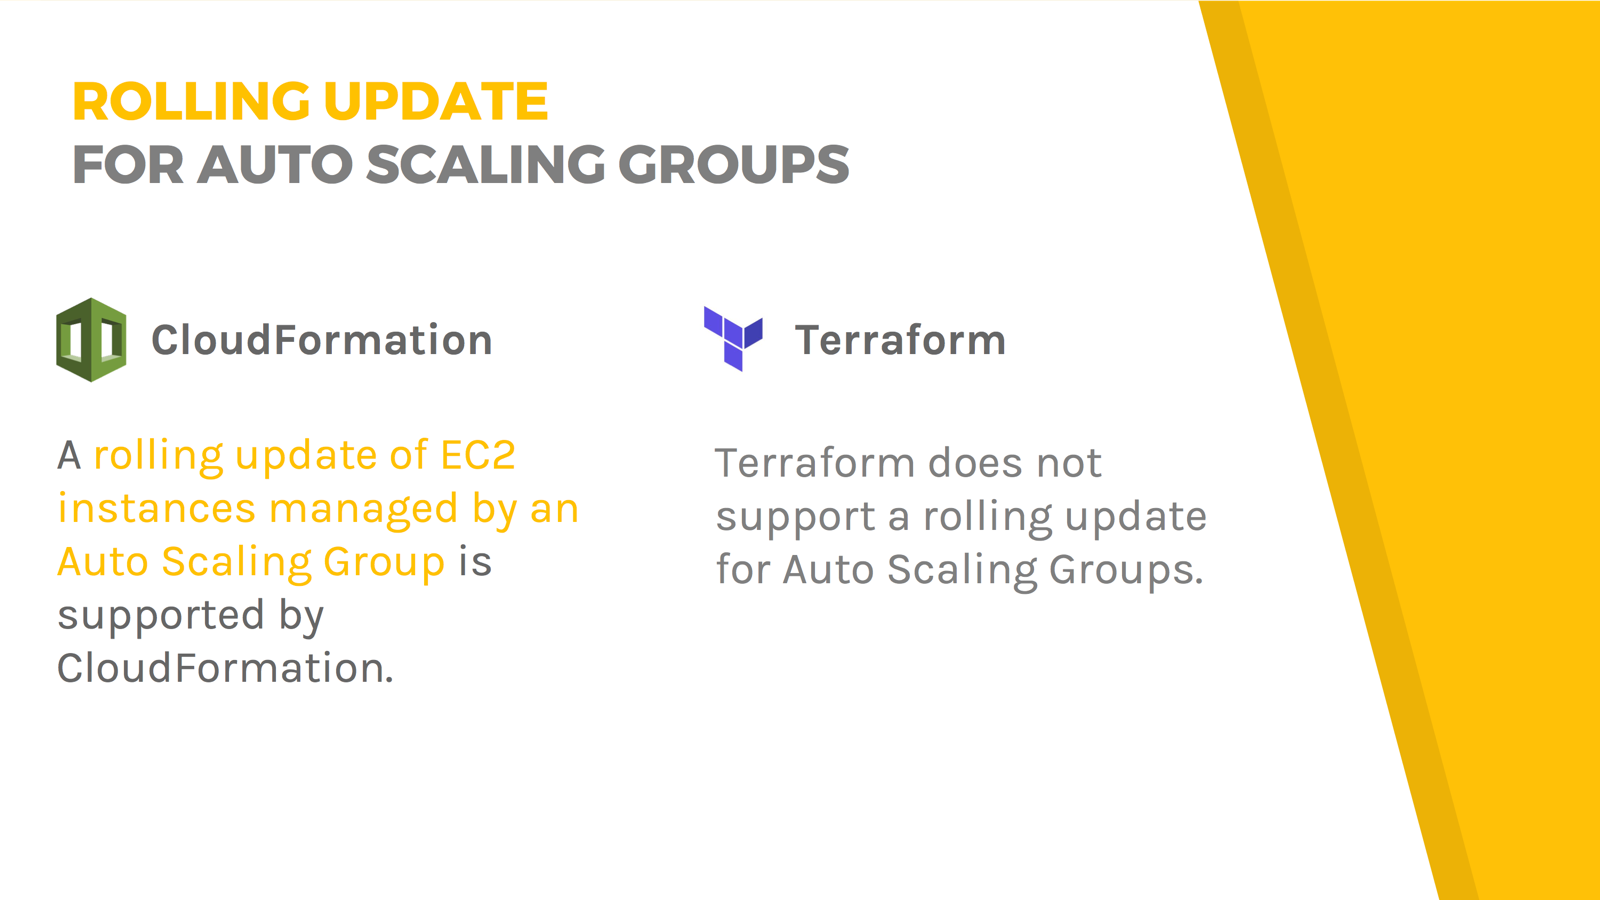 ROLLING UPDATE
FOR AUTO SCALING GROUPS
CloudFormation
A rolling update of EC2
instances managed by an
Auto Scaling Group is
supported by
CloudFormation.
Terraform
Terraform does not
support a rolling update
for Auto Scaling Groups.